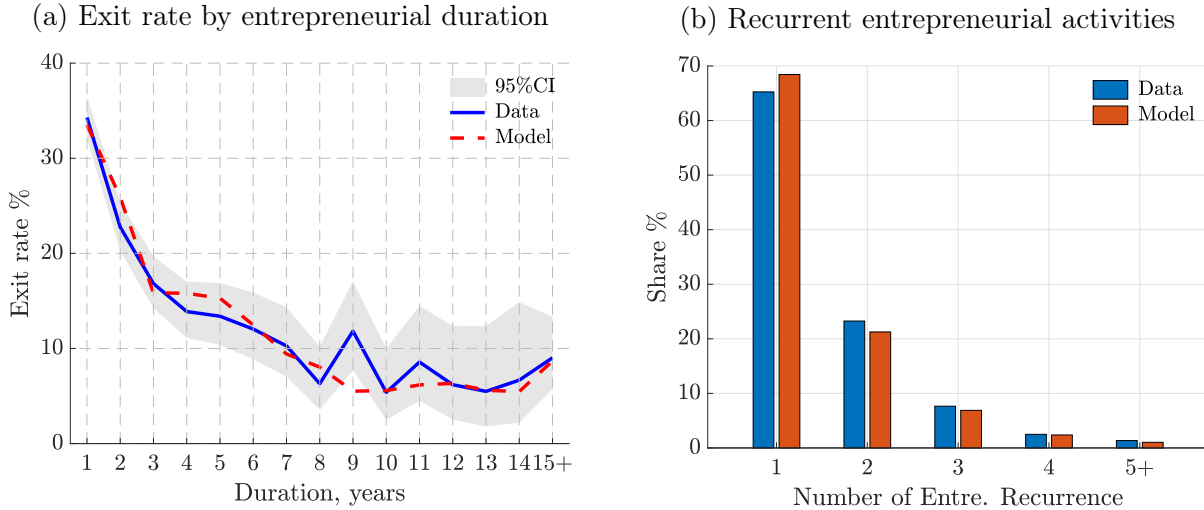 (a) Exit rate by entrepreneurial duration
40
30
20
10
0
Exit rate %
95%CI
Data
Model
1 2 3 4 5 6 7 8 9 10 11 12 13 14 15+
Duration, years
(b) Recurrent entrepreneurial activities
70
60
50
40
30
20
10
0
Share %
Data
Model
1 2 3 4 5+
Number of Entre. Recurrence